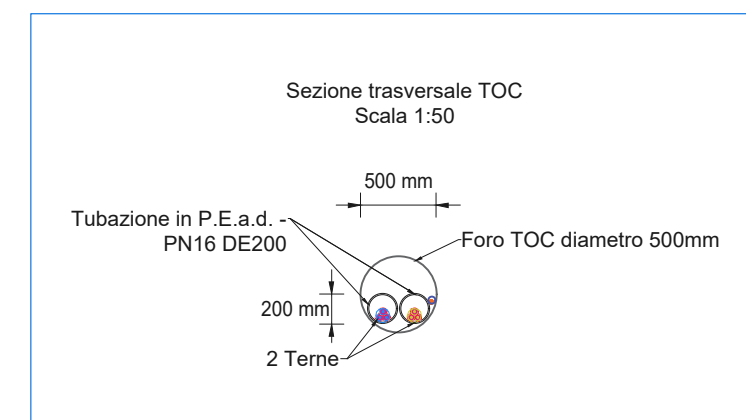 Sezione trasversale TOC
Scala 1:50
500 mm
Tubazione in P.E.a.d. -
PN16 DE200
Foro TOC diametro 500mm
200 mm
2 Terne